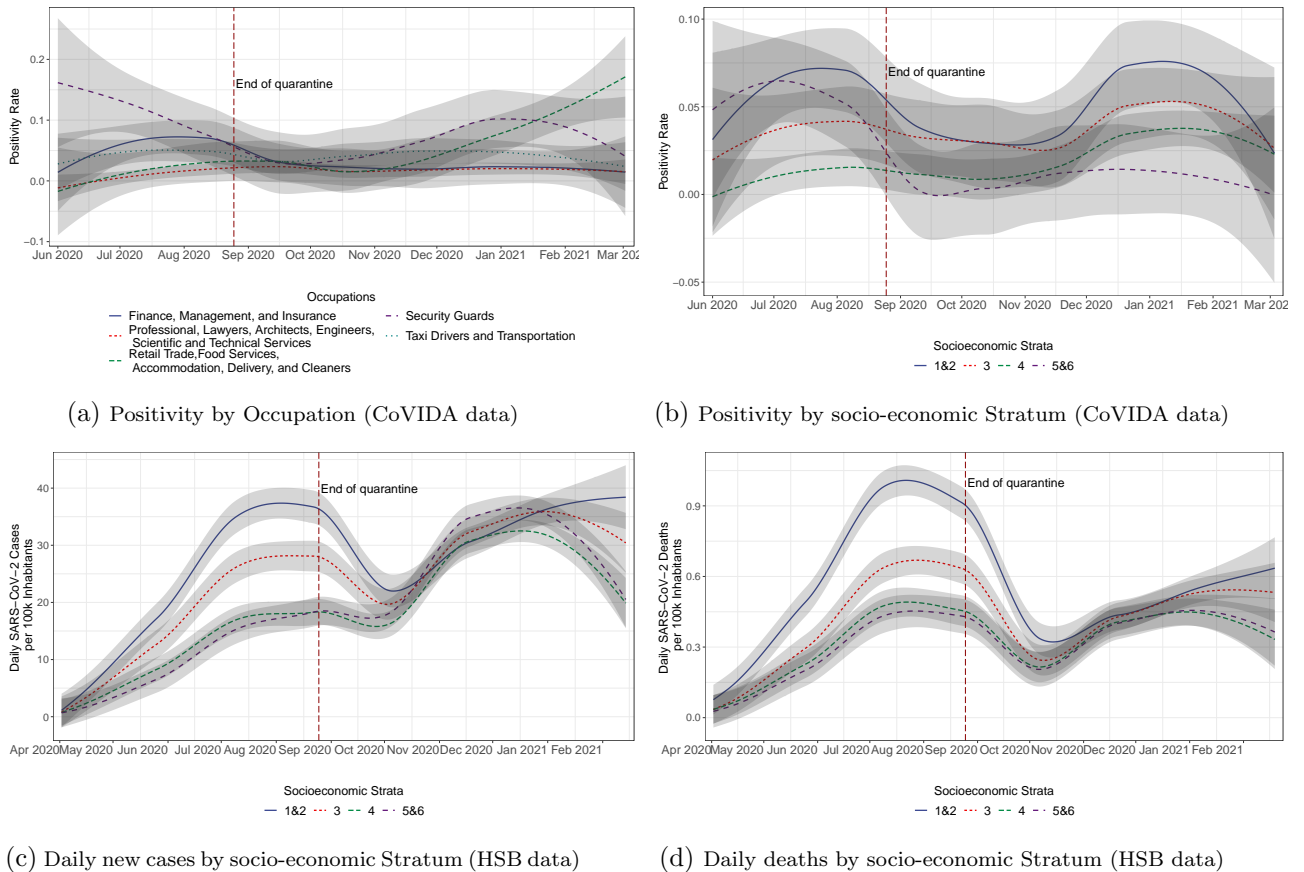 Positivity Rate
0.2
0.1
0.0
−0.1
End of quarantine
Jun 2020 Jul 2020 Aug 2020 Sep 2020 Oct 2020 Nov 2020 Dec 2020 Jan 2021 Feb 2021 Mar 202
Occupations
Finance, Management, and Insurance
Professional, Lawyers, Architects, Engineers,
Scientific and Technical Services
Retail Trade,Food Services,
Accommodation, Delivery, and Cleaners
Security Guards
Taxi Drivers and Transportation
(a) Positivity by Occupation (CoVIDA data)
Positivity Rate
0.10
0.05
0.00
−0.05
End of quarantine
Jun 2020 Jul 2020 Aug 2020 Sep 2020 Oct 2020 Nov 2020 Dec 2020 Jan 2021 Feb 2021 Mar 202
Socioeconomic Strata
1&2 3 4 5&6
(b) Positivity by socio-economic Stratum (CoVIDA data)
Daily SARS−CoV−2 Cases
per 100k Inhabitants
40
30
20
10
0
End of quarantine
Apr 2020 May 2020 Jun 2020 Jul 2020 Aug 2020 Sep 2020 Oct 2020 Nov 2020 Dec 2020 Jan 2021 Feb 2021
Socioeconomic Strata
1&2 3 4 5&6
(c) Daily new cases by socio-economic Stratum (HSB data)
Daily SARS−CoV−2 Deaths
per 100k Inhabitants
0.9
0.6
0.3
0.0
End of quarantine
Apr 2020 May 2020 Jun 2020 Jul 2020 Aug 2020 Sep 2020 Oct 2020 Nov 2020 Dec 2020 Jan 2021 Feb 2021
Socioeconomic Strata
1&2 3 4 5&6
(d) Daily deaths by socio-economic Stratum (HSB data)